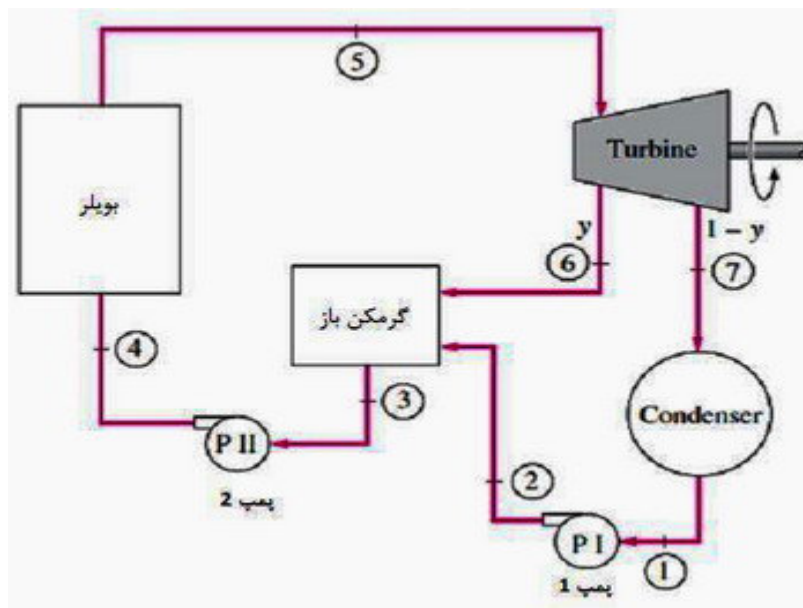 5
Turbine
بویلر
y
1 - y
6
7
گرمکن باز
4
3
Condenser
P II
پمپ 2
2
P I
1
پمپ 1